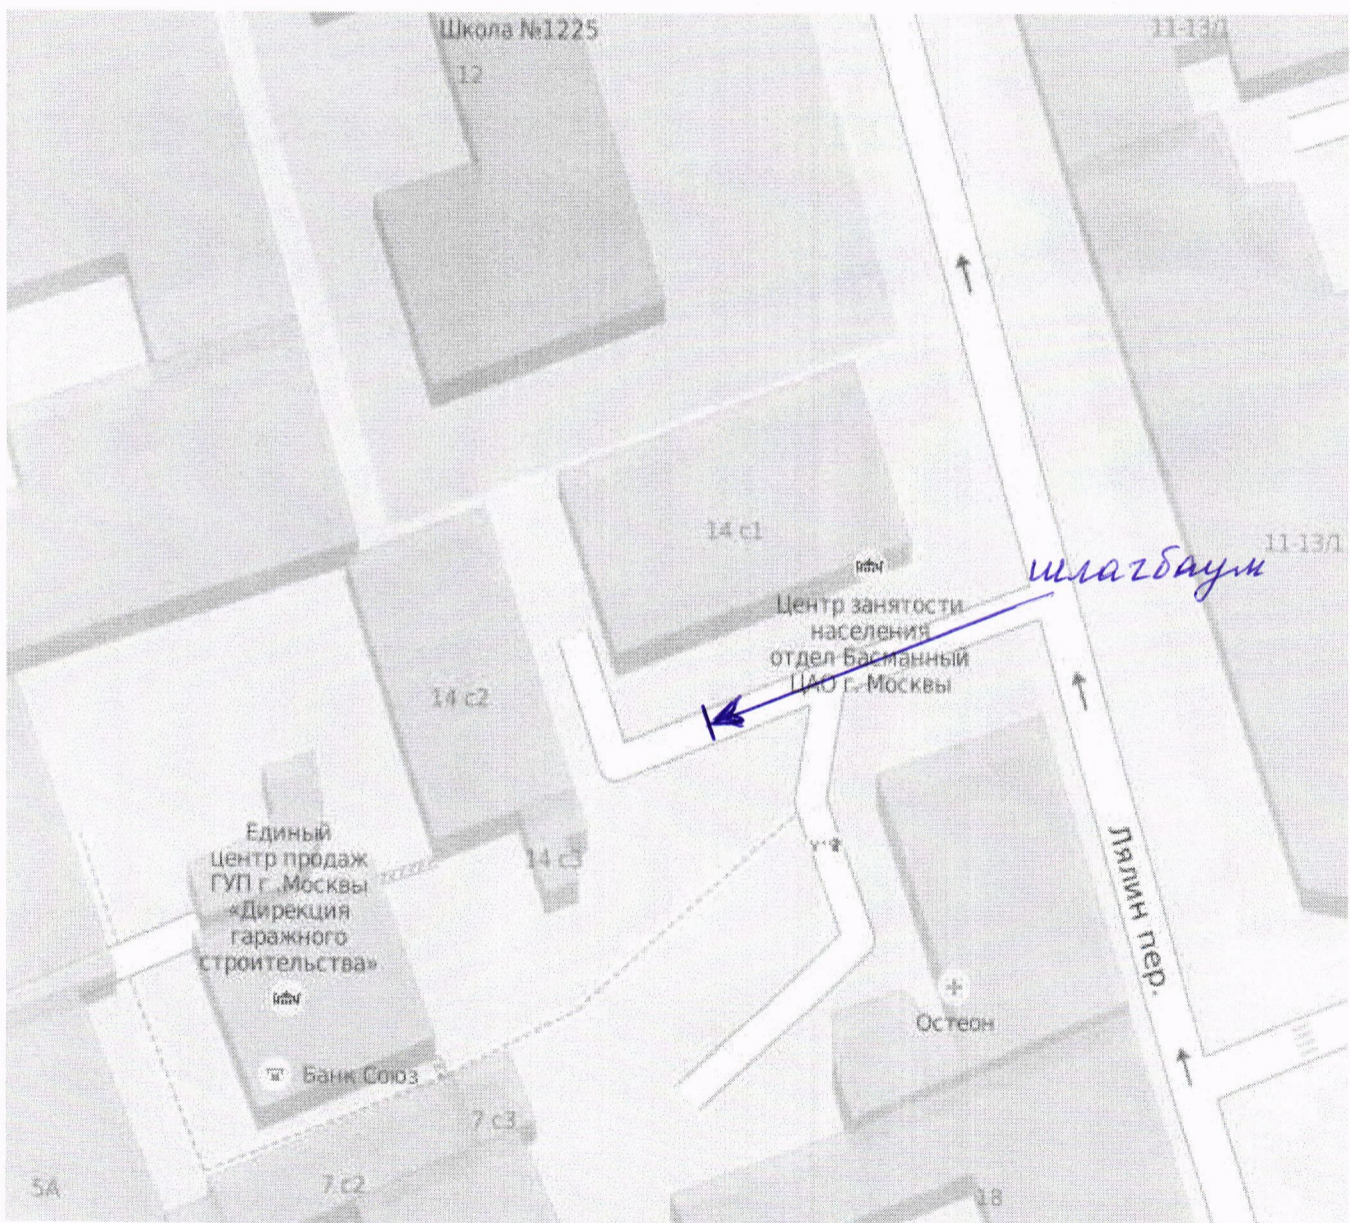 Школа №1225
12
11-13/1
14 с1
11-13/1
шлагбаум
Центр занятости
населения
отдел Басманный
ЦАО г. Москвы
14 с2
Единый
центр продаж
ГУП г. Москвы
«Дирекция
гаражного
строительства»
14 с3
Лялин пер.
Остеон
Банк Союз
7 с3
7 с2
5А
18